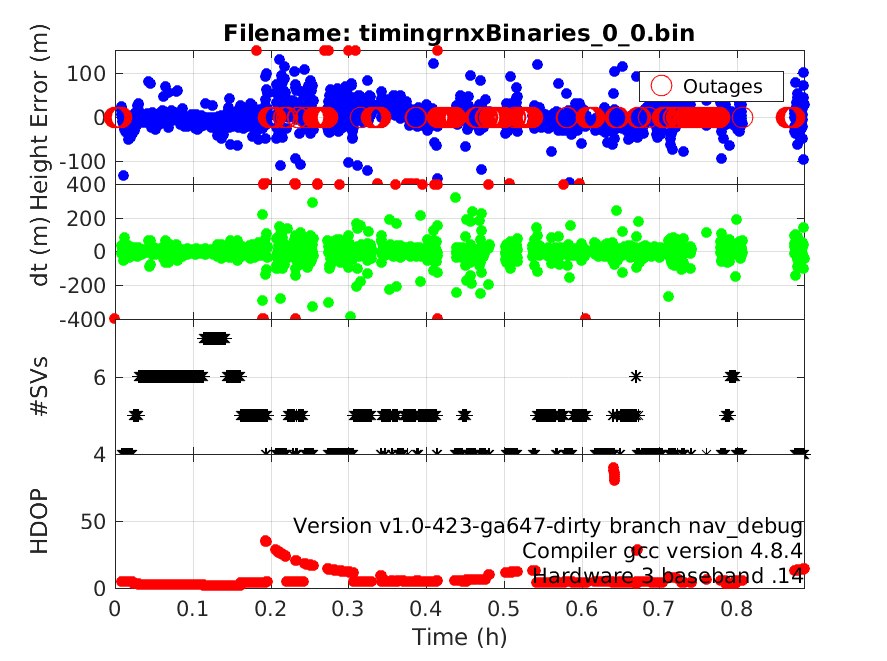 Filename: timingrnxBinaries_0_0.bin
Height Error (m)
100
0
-100
Outages
dt (m)
400
200
0
-200
-400
#SVs
6
4
HDOP
50
0
Version v1.0-423-ga647-dirty branch nav_debug
Compiler gcc version 4.8.4
Hardware 3 baseband .14
0 0.1 0.2 0.3 0.4 0.5 0.6 0.7 0.8
Time (h)